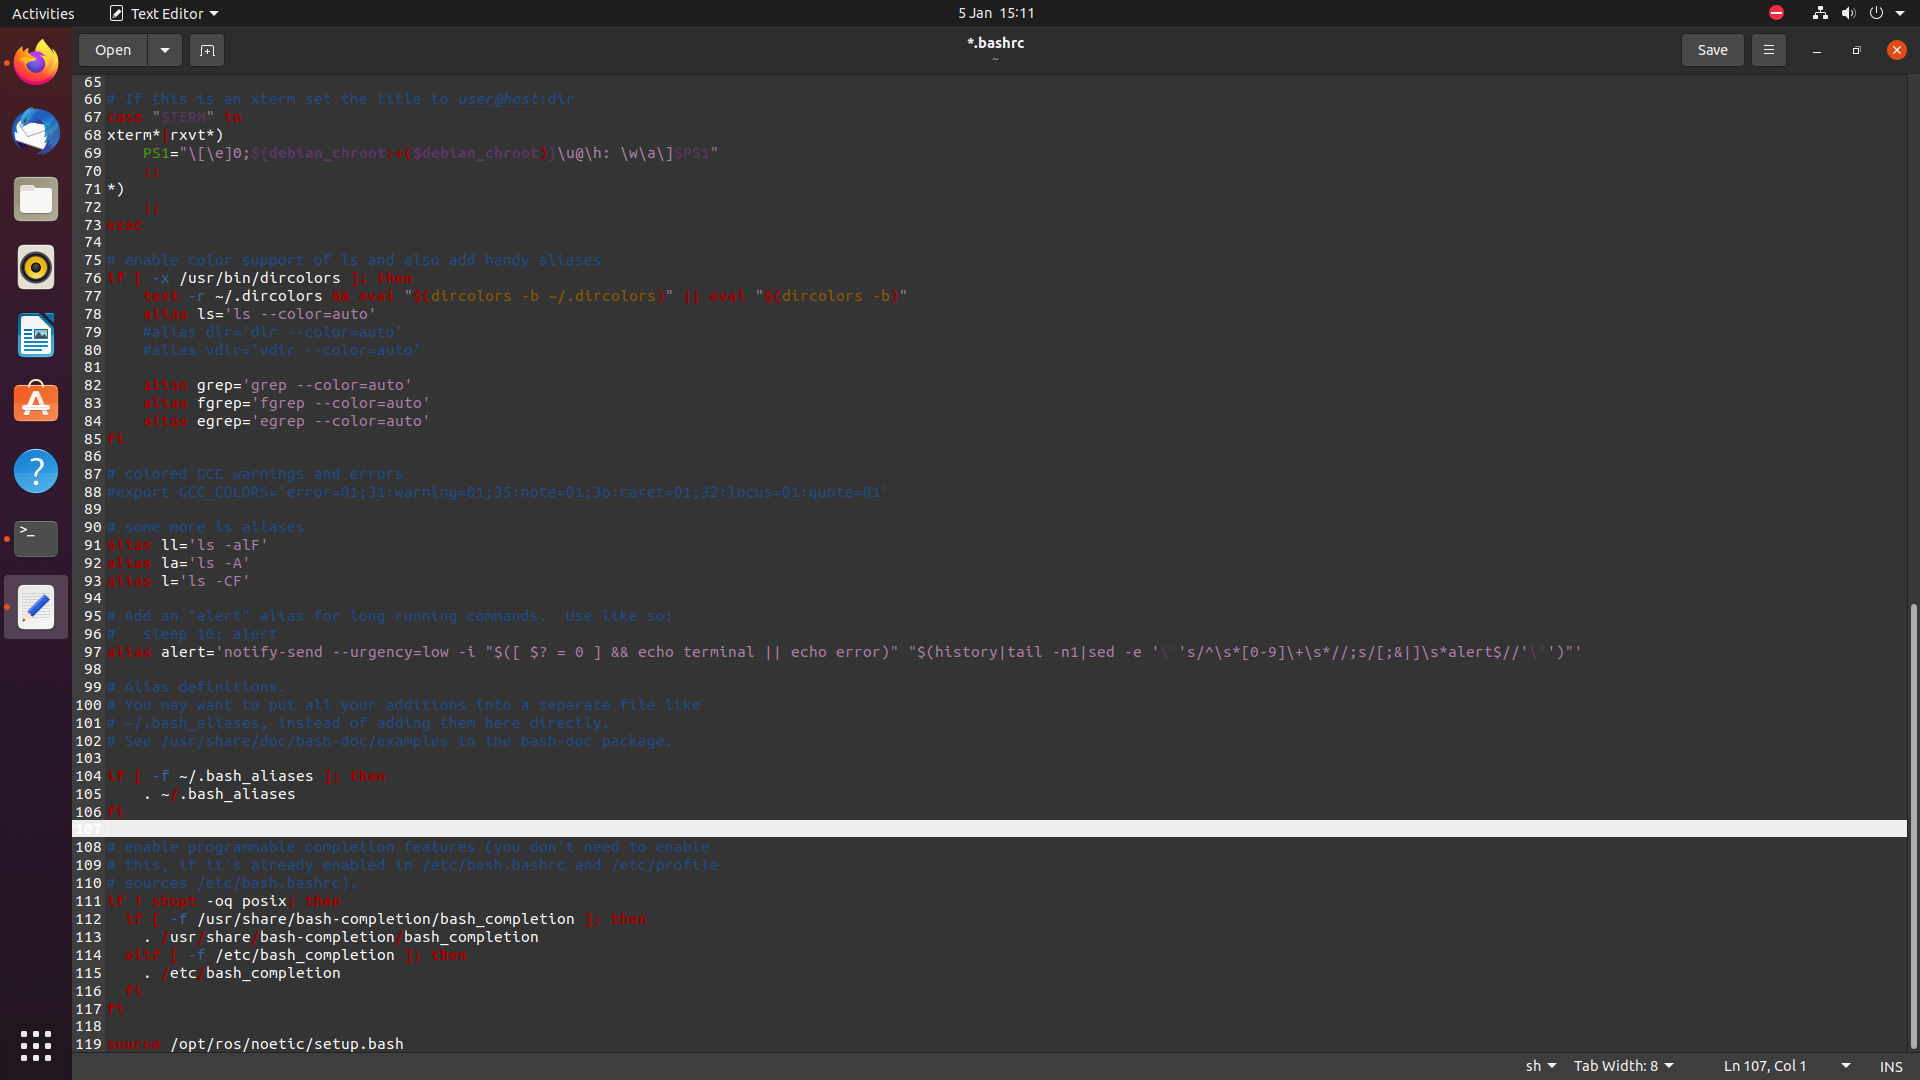 Activities Text Editor 5 Jan 15:11
Open *.bashrc Save
~
65
66 # If this is an xterm set the title to user@host:dir
67 case "$TERM" in
68 xterm*|rxvt*)
69     PS1="\[\e]0;${debian_chroot:+($debian_chroot)}\u@\h: \w\a\]$PS1"
70     ;;
71 *)
72     ;;
73 esac
74
75 # enable color support of ls and also add handy aliases
76 if [ -x /usr/bin/dircolors ]; then
77     test -r ~/.dircolors && eval "$(dircolors -b ~/.dircolors)" || eval "$(dircolors -b)"
78     alias ls='ls --color=auto'
79     #alias dir='dir --color=auto'
80     #alias vdir='vdir --color=auto'
81
82     alias grep='grep --color=auto'
83     alias fgrep='fgrep --color=auto'
84     alias egrep='egrep --color=auto'
85 fi
86
87 # colored GCC warnings and errors
88 #export GCC_COLORS='error=01;31:warning=01;35:note=01;36:caret=01;32:locus=01:quote=01'
89
90 # some more ls aliases
91 alias ll='ls -alF'
92 alias la='ls -A'
93 alias l='ls -CF'
94
95 # Add an "alert" alias for long running commands.  Use like so:
96 #   sleep 10; alert
97 alias alert='notify-send --urgency=low -i "$([ $? = 0 ] && echo terminal || echo error)" "$(history|tail -n1|sed -e '\''s/^\s*[0-9]\+\s*//;s/[;&|]\s*alert$//'\'')"'
98
99 # Alias definitions.
100 # You may want to put all your additions into a separate file like
101 # ~/.bash_aliases, instead of adding them here directly.
102 # See /usr/share/doc/bash-doc/examples in the bash-doc package.
103
104 if [ -f ~/.bash_aliases ]; then
105     . ~/.bash_aliases
106 fi
107
108 # enable programmable completion features (you don't need to enable
109 # this, if it's already enabled in /etc/bash.bashrc and /etc/profile
110 # sources /etc/bash.bashrc).
111 if ! shopt -oq posix; then
112   if [ -f /usr/share/bash-completion/bash_completion ]; then
113     . /usr/share/bash-completion/bash_completion
114   elif [ -f /etc/bash_completion ]; then
115     . /etc/bash_completion
116   fi
117 fi
118
119 source /opt/ros/noetic/setup.bash
sh Tab Width: 8 Ln 107, Col 1 INS